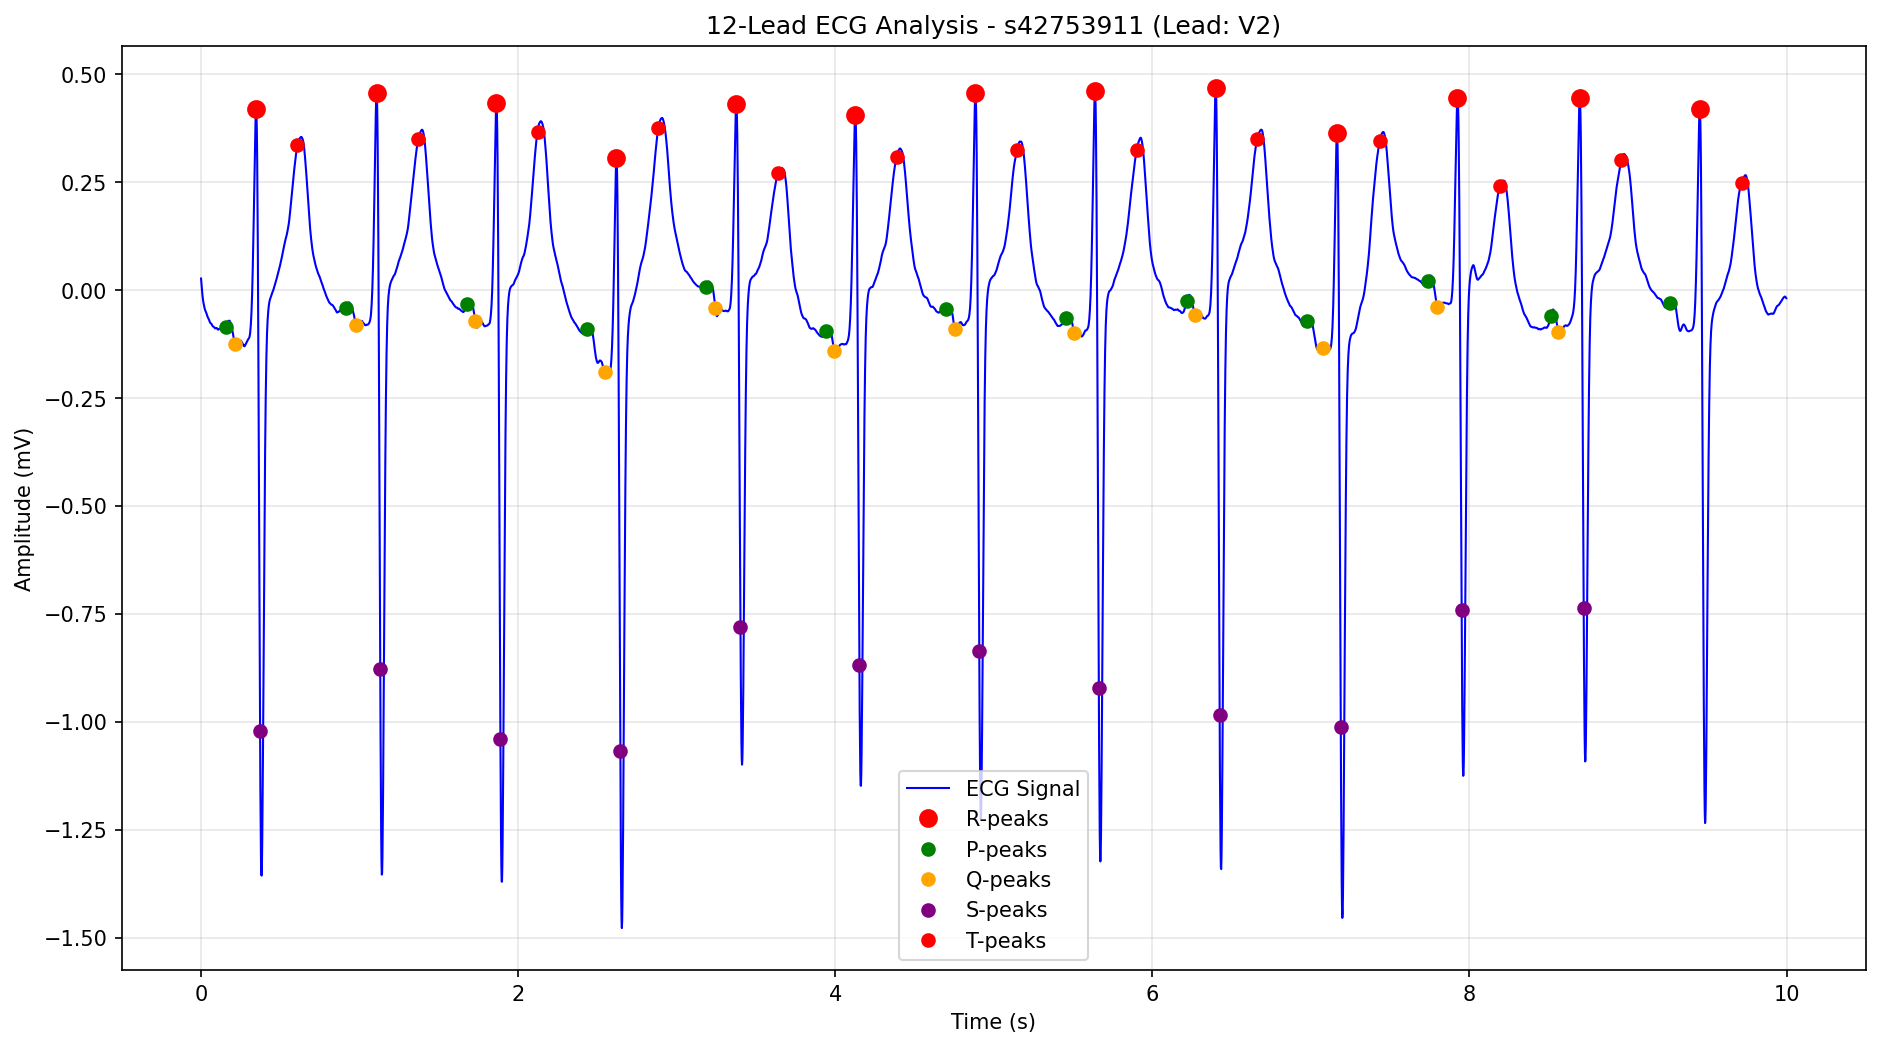 12-Lead ECG Analysis - s42753911 (Lead: V2)
Amplitude (mV)
0.50
0.25
0.00
−0.25
−0.50
−0.75
−1.00
−1.25
−1.50
ECG Signal
R-peaks
P-peaks
Q-peaks
S-peaks
T-peaks
0 2 4 6 8 10
Time (s)